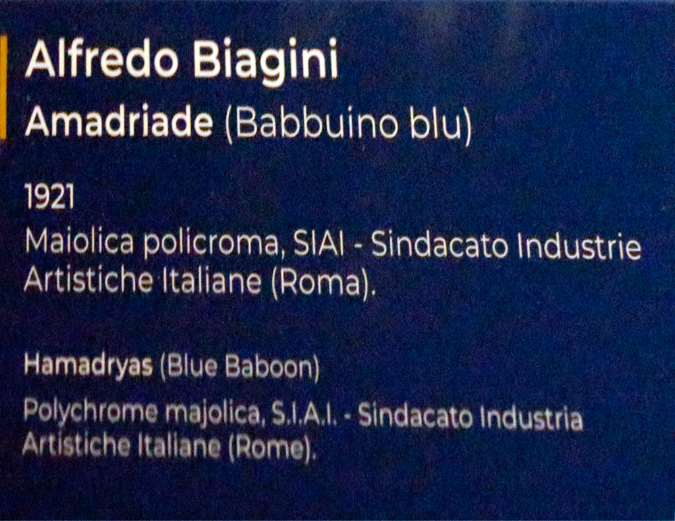 Alfredo Biagini
Amadriade (Babbuino blu)
1921
Maiolica policroma, SIAI - Sindacato Industrie
Artistiche Italiane (Roma).
Hamadryas (Blue Baboon)
Polychrome majolica, S.I.A.I. - Sindacato Industria
Artistiche Italiane (Rome).